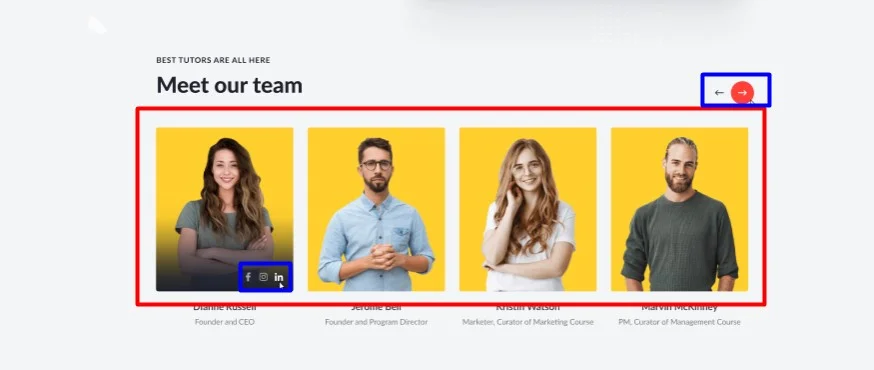 BEST TUTORS ARE ALL HERE
Meet our team
Dianne Russell
Jerome Bell
Kristin Watson
Marvin McKinney
Founder and CEO
Founder and Program Director
Marketer, Curator of Marketing Course
PM, Curator of Management Course